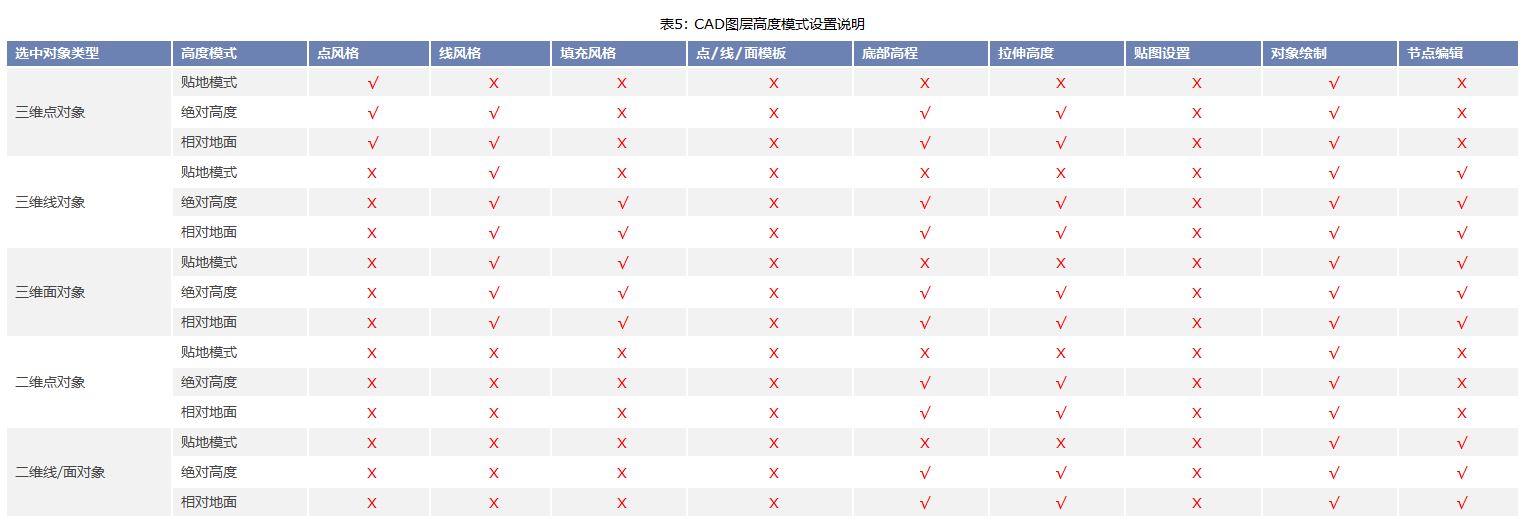 表5: CAD图层高度模式设置说明
选中对象类型 高度模式 点风格 线风格 填充风格 点/线/面模板 底部高程 拉伸高度 贴图设置 对象绘制 节点编辑
三维点对象 贴地模式 √ X X X X X X √ X
绝对高度 √ √ X X √ √ X √ X
相对地面 √ √ X X √ √ X √ X
三维线对象 贴地模式 X √ X X X X X √ √
绝对高度 X √ √ X √ √ X √ √
相对地面 X √ √ X √ √ X √ √
三维面对象 贴地模式 X √ √ X X X X √ √
绝对高度 X √ √ X √ √ X √ √
相对地面 X √ √ X √ √ X √ √
二维点对象 贴地模式 X X X X X X X √ X
绝对高度 X X X X √ √ X √ X
相对地面 X X X X √ √ X √ X
二维线/面对象 贴地模式 X X X X X X X √ √
绝对高度 X X X X √ √ X √ √
相对地面 X X X X √ √ X √ √